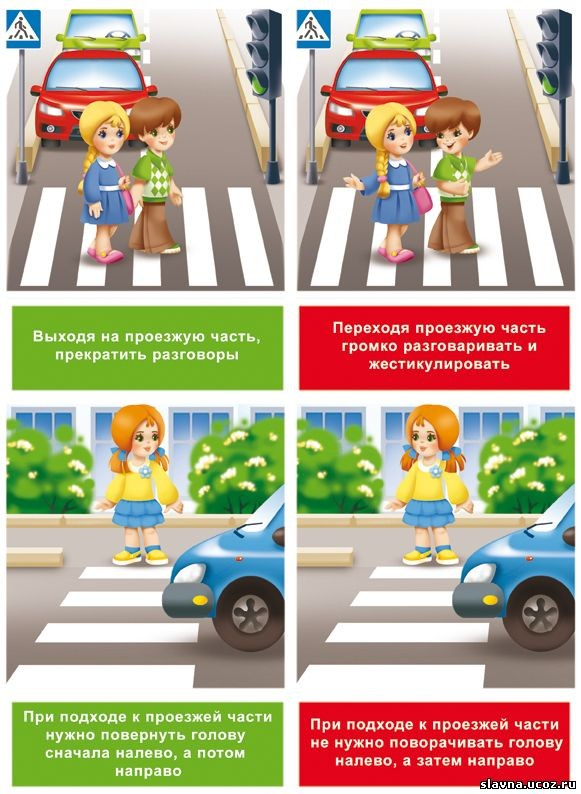 Выходя на проезжую часть,
прекратить разговоры
Переходя проезжую часть
громко разговаривать и
жестикулировать
При подходе к проезжей части
нужно повернуть голову
сначала налево, а потом
направо
При подходе к проезжей части
не нужно поворачивать голову
налево, а затем направо
slavna.ucoz.ru